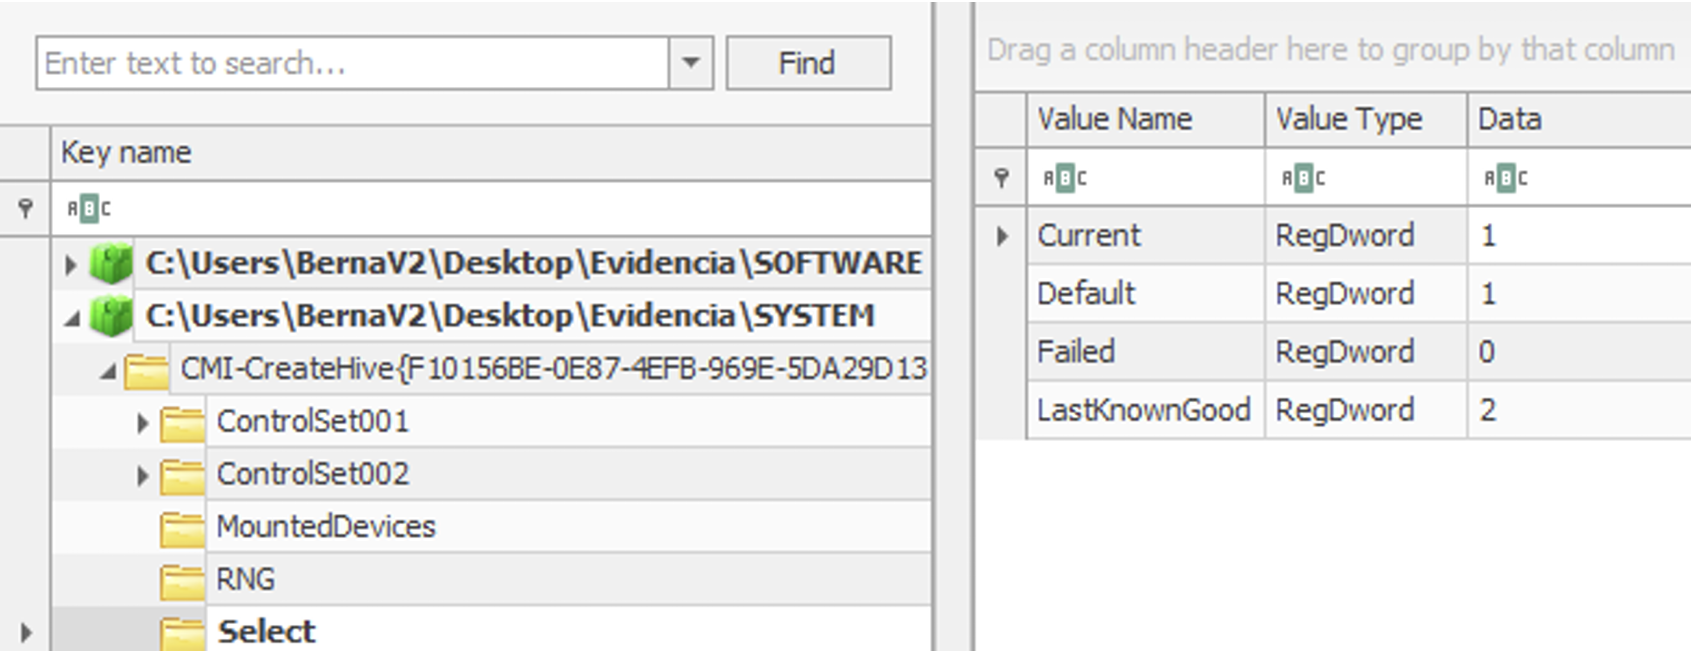 Enter text to search...
Find
Key name
ABC
C:\Users\BernaV2\Desktop\Evidencia\SOFTWARE
C:\Users\BernaV2\Desktop\Evidencia\SYSTEM
CMI-CreateHive{F10156BE-0E87-4EFB-969E-5DA29D13
ControlSet001
ControlSet002
MountedDevices
RNG
Select
Drag a column header here to group by that column
Value Name Value Type Data
ABC ABC ABC
Current RegDword 1
Default RegDword 1
Failed RegDword 0
LastKnownGood RegDword 2